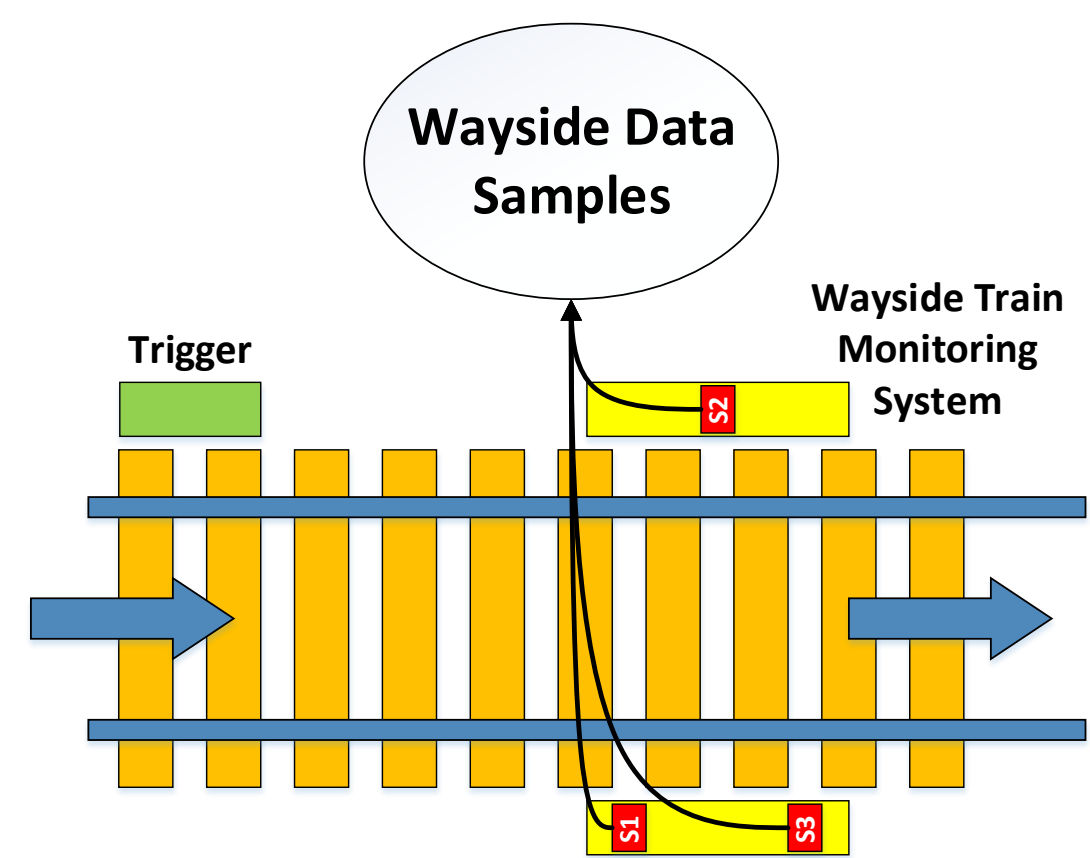 Wayside Data
Samples
Wayside Train
Monitoring
System
Trigger
S2
S1
S3